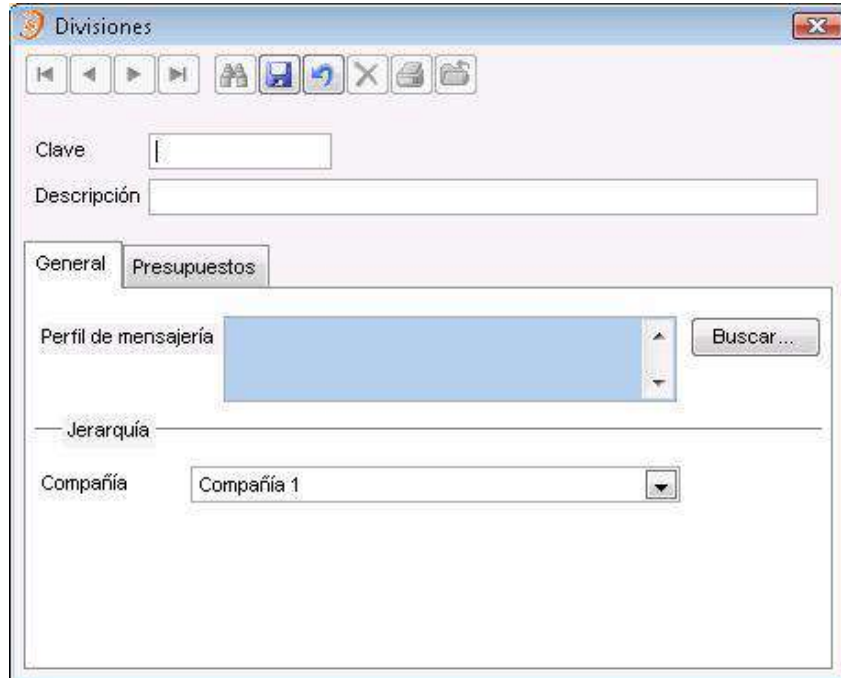 Divisiones
Clave
Descripción
General
Presupuestos
Perfil de mensajería
Buscar...
Jerarquía
Compañía
Compañía 1